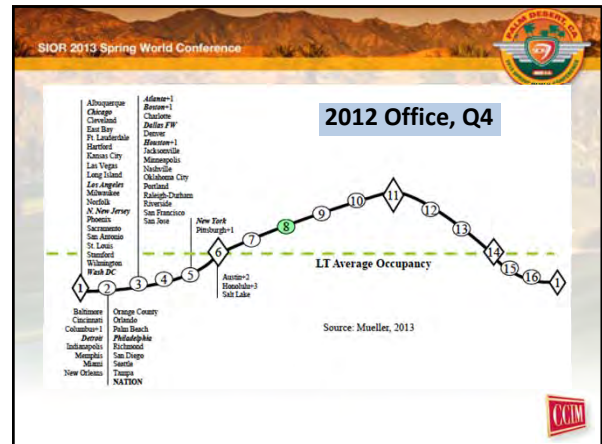 SIOR 2013 Spring World Conference
PALM DESERT, CA
2012 Office, Q4
Albuquerque
Chicago
Cleveland
East Bay
Ft. Lauderdale
Hartford
Kansas City
Las Vegas
Long Island
Los Angeles
Milwaukee
Norfolk
N. New Jersey
Phoenix
Sacramento
San Antonio
St. Louis
Stamford
Wilmington
Wash DC
Atlanta+1
Boston+1
Charlotte
Dallas FW
Denver
Houston+1
Jacksonville
Minneapolis
Nashville
Oklahoma City
Portland
Raleigh-Durham
Riverside
San Francisco
San Jose
New York
Pittsburgh+1
1
2
3
4
5
6
7
8
9
10
11
12
13
14
15
16
1
LT Average Occupancy
Austin+2
Honolulu+3
Salt Lake
Baltimore
Cincinnati
Columbus+1
Detroit
Indianapolis
Memphis
Miami
New Orleans
Orange County
Orlando
Palm Beach
Philadelphia
Richmond
San Diego
Seattle
Tampa
NATION
Source: Mueller, 2013
CCIM